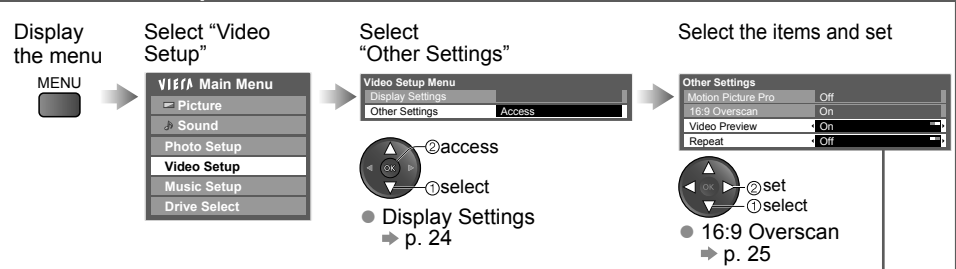 Display
the menu
MENU
Select “Video
Setup”
VIERA Main Menu
Picture
Sound
Photo Setup
Video Setup
Music Setup
Drive Select
Select
“Other Settings”
Video Setup Menu
Display Settings
Other Settings Access
OK
②access
①select
● Display Settings
➡ p. 24
Select the items and set
Other Settings
Motion Picture Pro Off
16:9 Overscan On
Video Preview On
Repeat Off
OK
②set
①select
● 16:9 Overscan
➡ p. 25